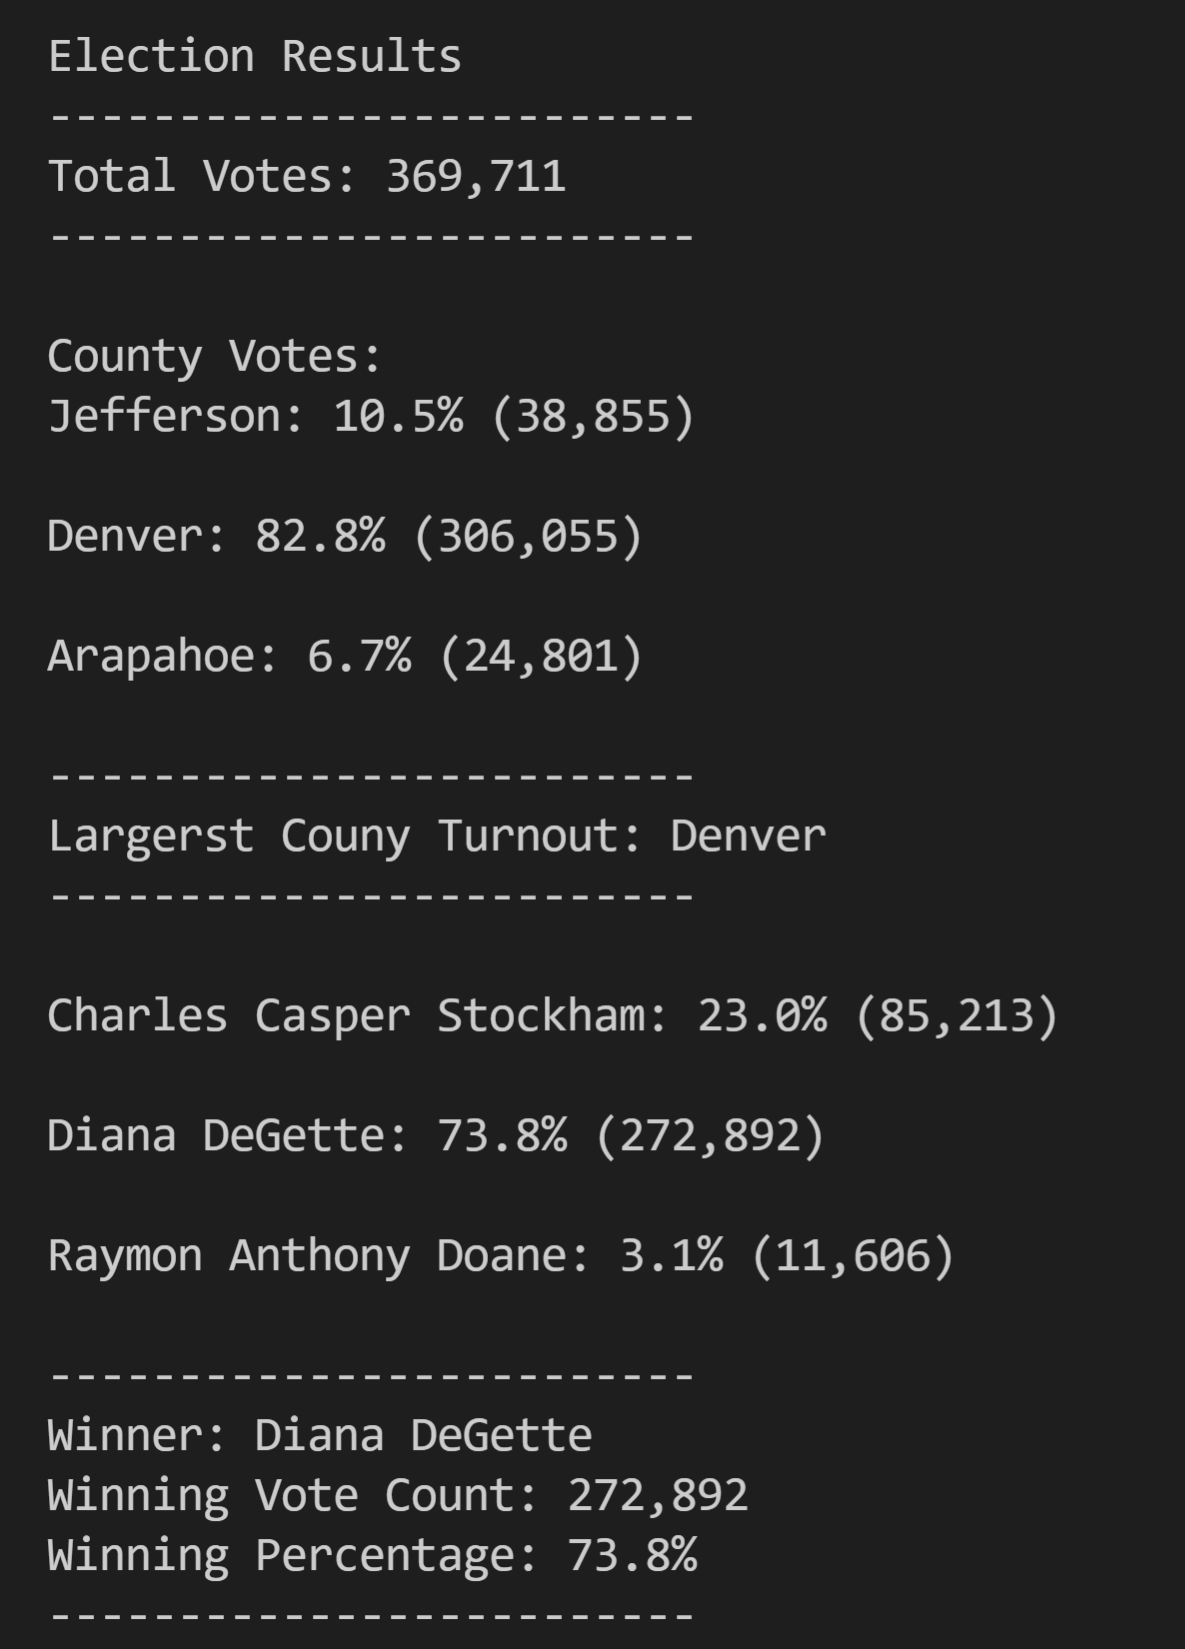 Election Results
-------------------------
Total Votes: 369,711
-------------------------
County Votes:
Jefferson: 10.5% (38,855)
Denver: 82.8% (306,055)
Arapahoe: 6.7% (24,801)
-------------------------
Largerst Couny Turnout: Denver
-------------------------
Charles Casper Stockham: 23.0% (85,213)
Diana DeGette: 73.8% (272,892)
Raymon Anthony Doane: 3.1% (11,606)
-------------------------
Winner: Diana DeGette
Winning Vote Count: 272,892
Winning Percentage: 73.8%
-------------------------